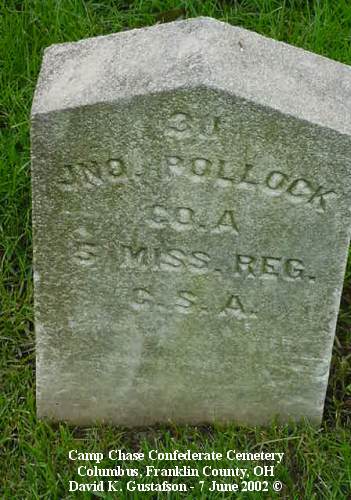 31
JNO. POLLOCK
CO. A
5 MISS. REG.
C. S. A.
Camp Chase Confederate Cemetery
Columbus, Franklin County, OH
David K. Gustafson - 7 June 2002 ©